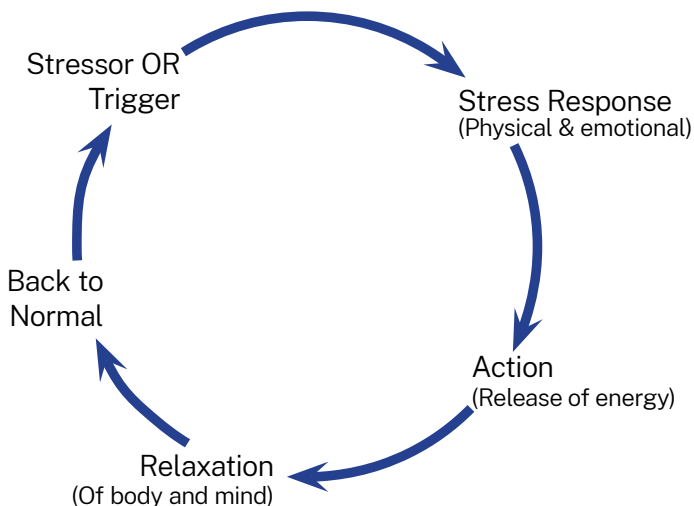 Stressor OR
Trigger
Stress Response
(Physical & emotional)
Action
(Release of energy)
Relaxation
(Of body and mind)
Back to
Normal